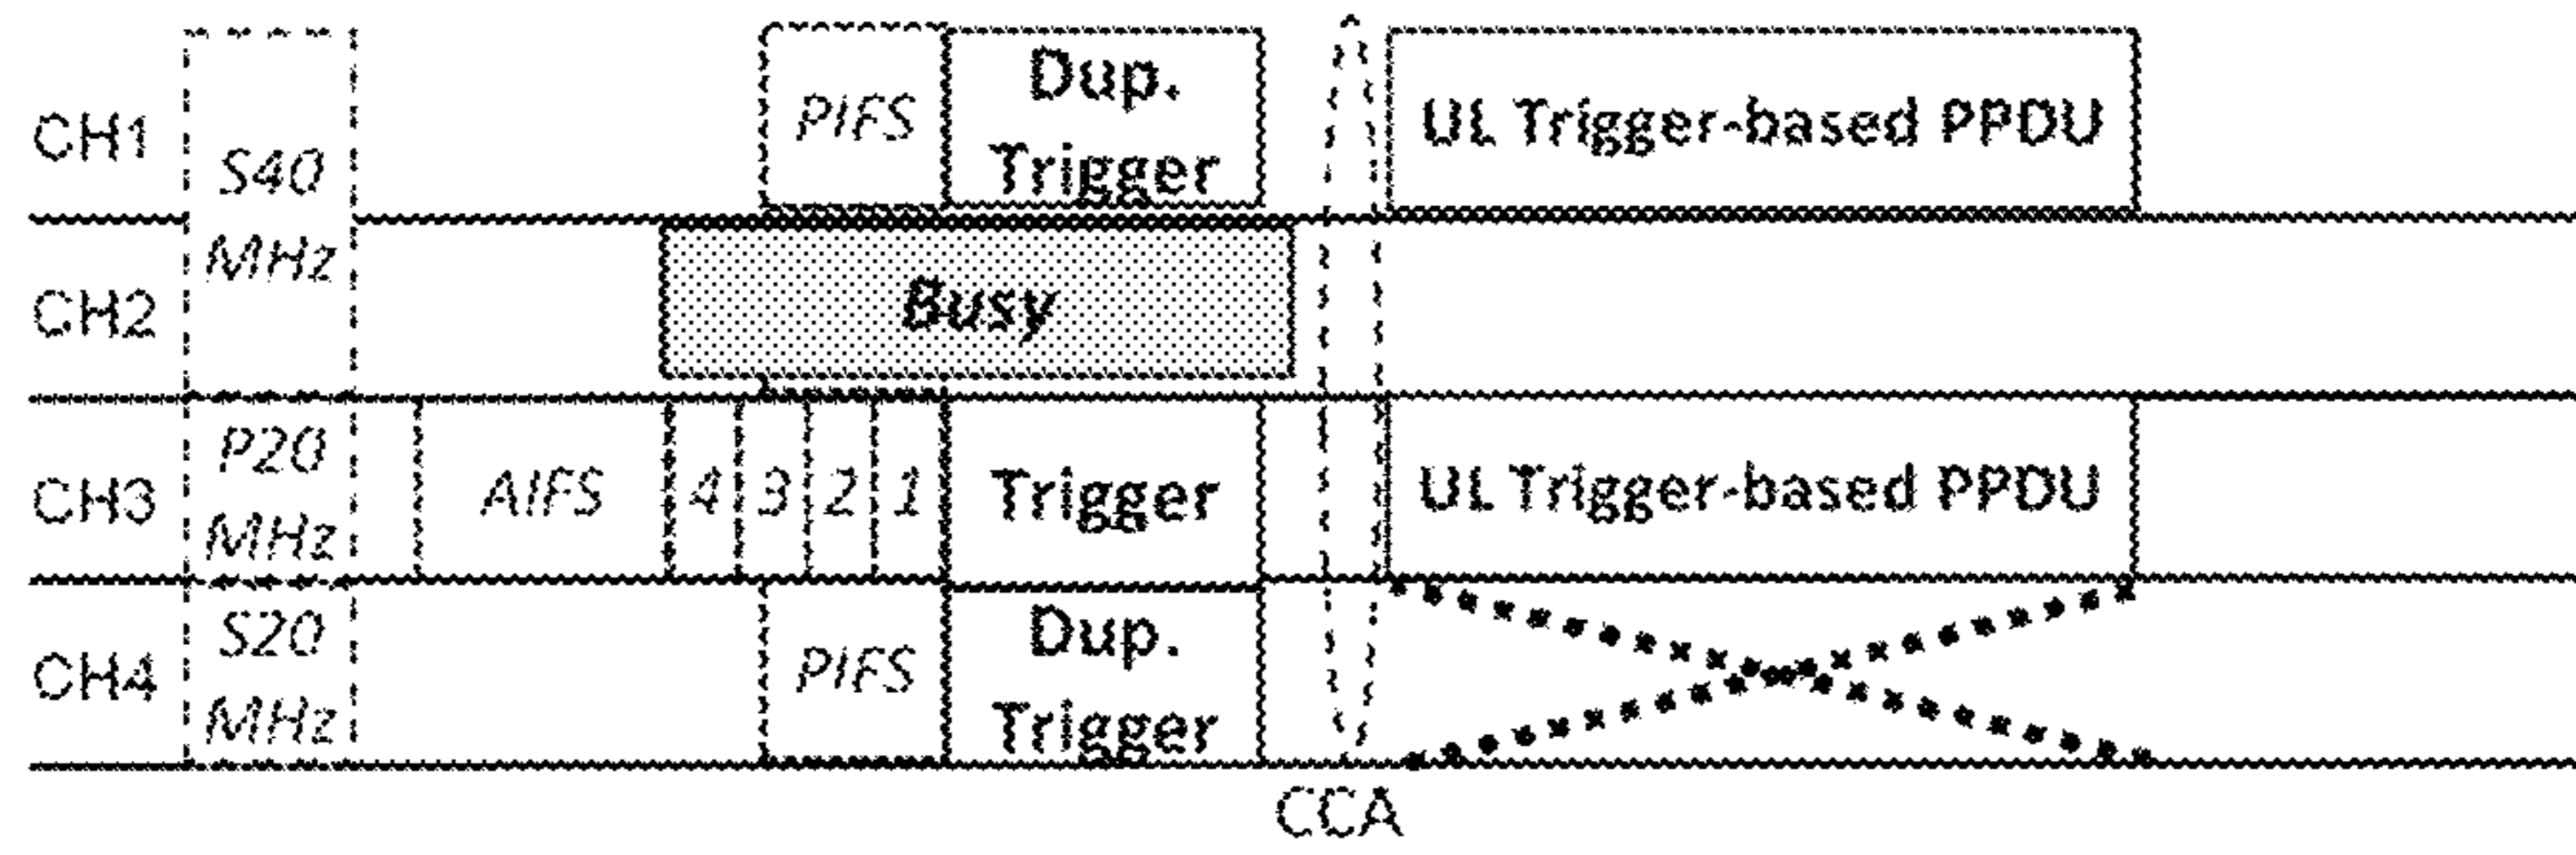 CH1
S40
MHz
PIFS
Dup.
Trigger
UL Trigger-based PPDU
CH2
Busy
CH3
P20
MHz
AIFS
4
3
2
1
Trigger
UL Trigger-based PPDU
CH4
S20
MHz
PIFS
Dup.
Trigger
CCA